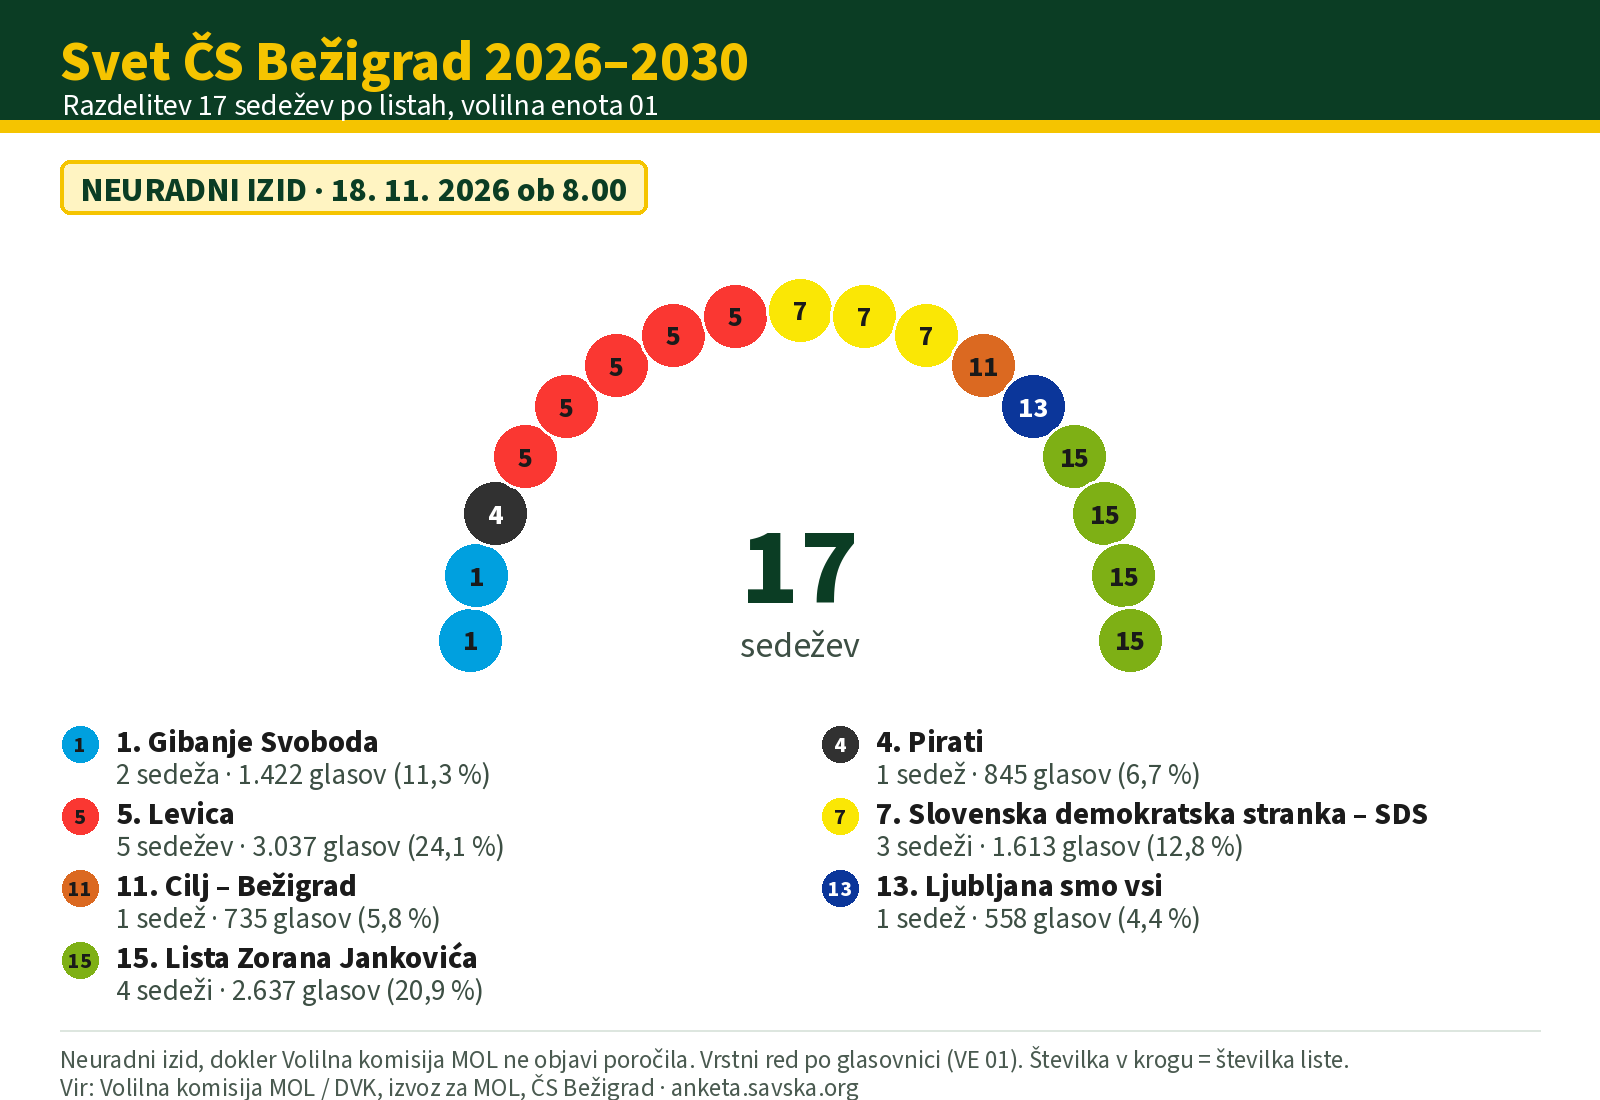 Svet ČS Bežigrad 2026–2030
Razdelitev 17 sedežev po listah, volilna enota 01
NEURADNI IZID · 18. 11. 2026 ob 8.00
1
1
4
5
5
5
5
5
7
7
7
11
13
15
15
15
15
17
sedežev
1 1. Gibanje Svoboda
2 sedeža · 1.422 glasov (11,3 %)
4 4. Pirati
1 sedež · 845 glasov (6,7 %)
5 5. Levica
5 sedežev · 3.037 glasov (24,1 %)
7 7. Slovenska demokratska stranka – SDS
3 sedeži · 1.613 glasov (12,8 %)
11 11. Cilj – Bežigrad
1 sedež · 735 glasov (5,8 %)
13 13. Ljubljana smo vsi
1 sedež · 558 glasov (4,4 %)
15 15. Lista Zorana Jankovića
4 sedeži · 2.637 glasov (20,9 %)
Neuradni izid, dokler Volilna komisija MOL ne objavi poročila. Vrstni red po glasovnici (VE 01). Številka v krogu = številka liste.
Vir: Volilna komisija MOL / DVK, izvoz za MOL, ČS Bežigrad · anketa.savska.org